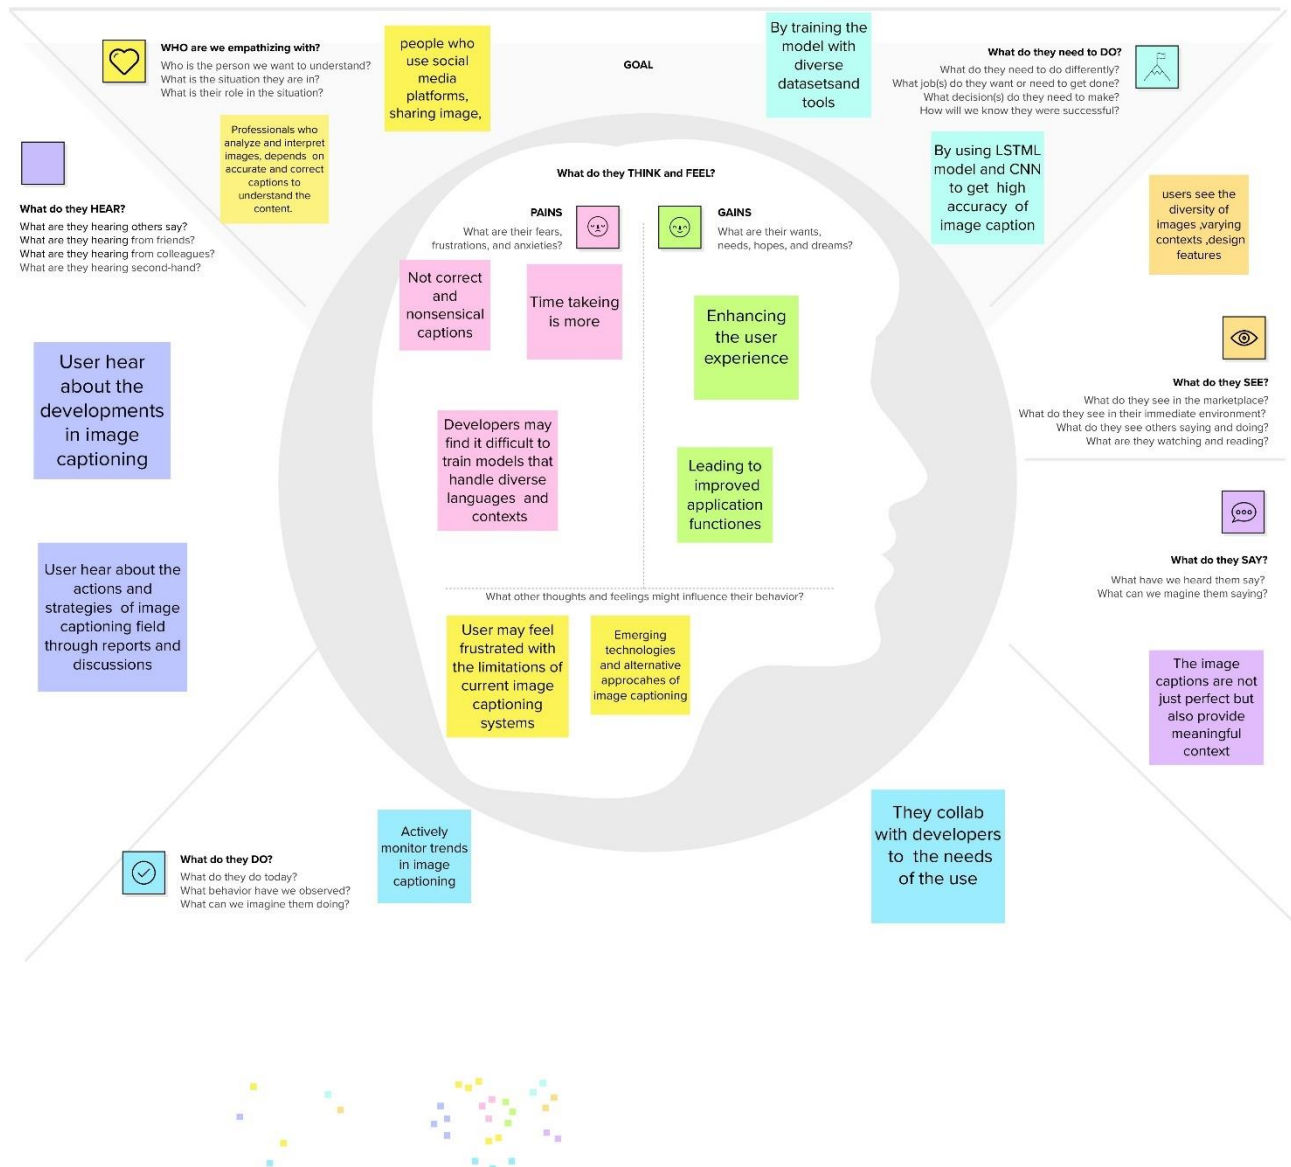 WHO are we empathizing with?
Who is the person we want to understand?
What is the situation they are in?
What is their role in the situation?
people who
use social
media
platforms,
sharing image,
Professionals who
analyze and interpret
images, depends on
accurate and correct
captions to
understand the
content.
GOAL
By training the
model with
diverse
datasetsand
tools
What do they need to DO?
What do they need to do differently?
What job(s) do they want or need to get done?
What decision(s) do they need to make?
How will we know they were successful?
By using LSTML
model and CNN
to get high
accuracy of
image caption
What do they HEAR?
What are they hearing others say?
What are they hearing from friends?
What are they hearing from colleagues?
What are they hearing second-hand?
User hear
about the
developments
in image
captioning
User hear about the
actions and
strategies of image
captioning field
through reports and
discussions
What do they THINK and FEEL?
PAINS
What are their fears,
frustrations, and anxieties?
Not correct
and
nonsensical
captions
Time takeing
is more
Developers may
find it difficult to
train models that
handle diverse
languages and
contexts
GAINS
What are their wants,
needs, hopes, and dreams?
Enhancing
the user
experience
Leading to
improved
application
functiones
What other thoughts and feelings might influence their behavior?
User may feel
frustrated with
the limitations of
current image
captioning
systems
Emerging
technologies
and alternative
approcahes of
image captioning
users see the
diversity of
images ,varying
contexts ,design
features
What do they SEE?
What do they see in the marketplace?
What do they see in their immediate environment?
What do they see others saying and doing?
What are they watching and reading?
What do they SAY?
What have we heard them say?
What can we magine them saying?
The image
captions are not
just perfect but
also provide
meaningful
context
What do they DO?
What do they do today?
What behavior have we observed?
What can we imagine them doing?
Actively
monitor trends
in image
captioning
They collab
with developers
to the needs
of the use